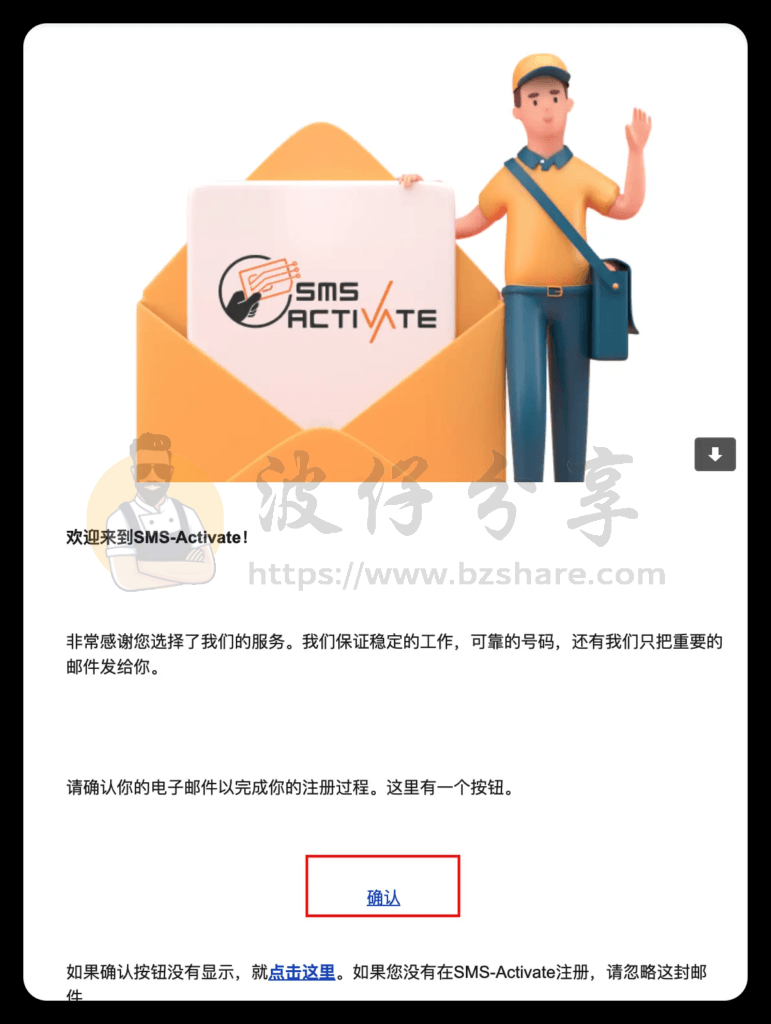 SMS
ACTIVATE
波仔分享
https://www.bzshare.com
欢迎来到SMS-Activate！
非常感谢您选择了我们的服务。我们保证稳定的工作，可靠的号码，还有我们只把重要的
邮件发给你。
请确认你的电子邮件以完成你的注册过程。这里有一个按钮。
确认
如果确认按钮没有显示，就点击这里。如果您没有在SMS-Activate注册，请忽略这封邮
件